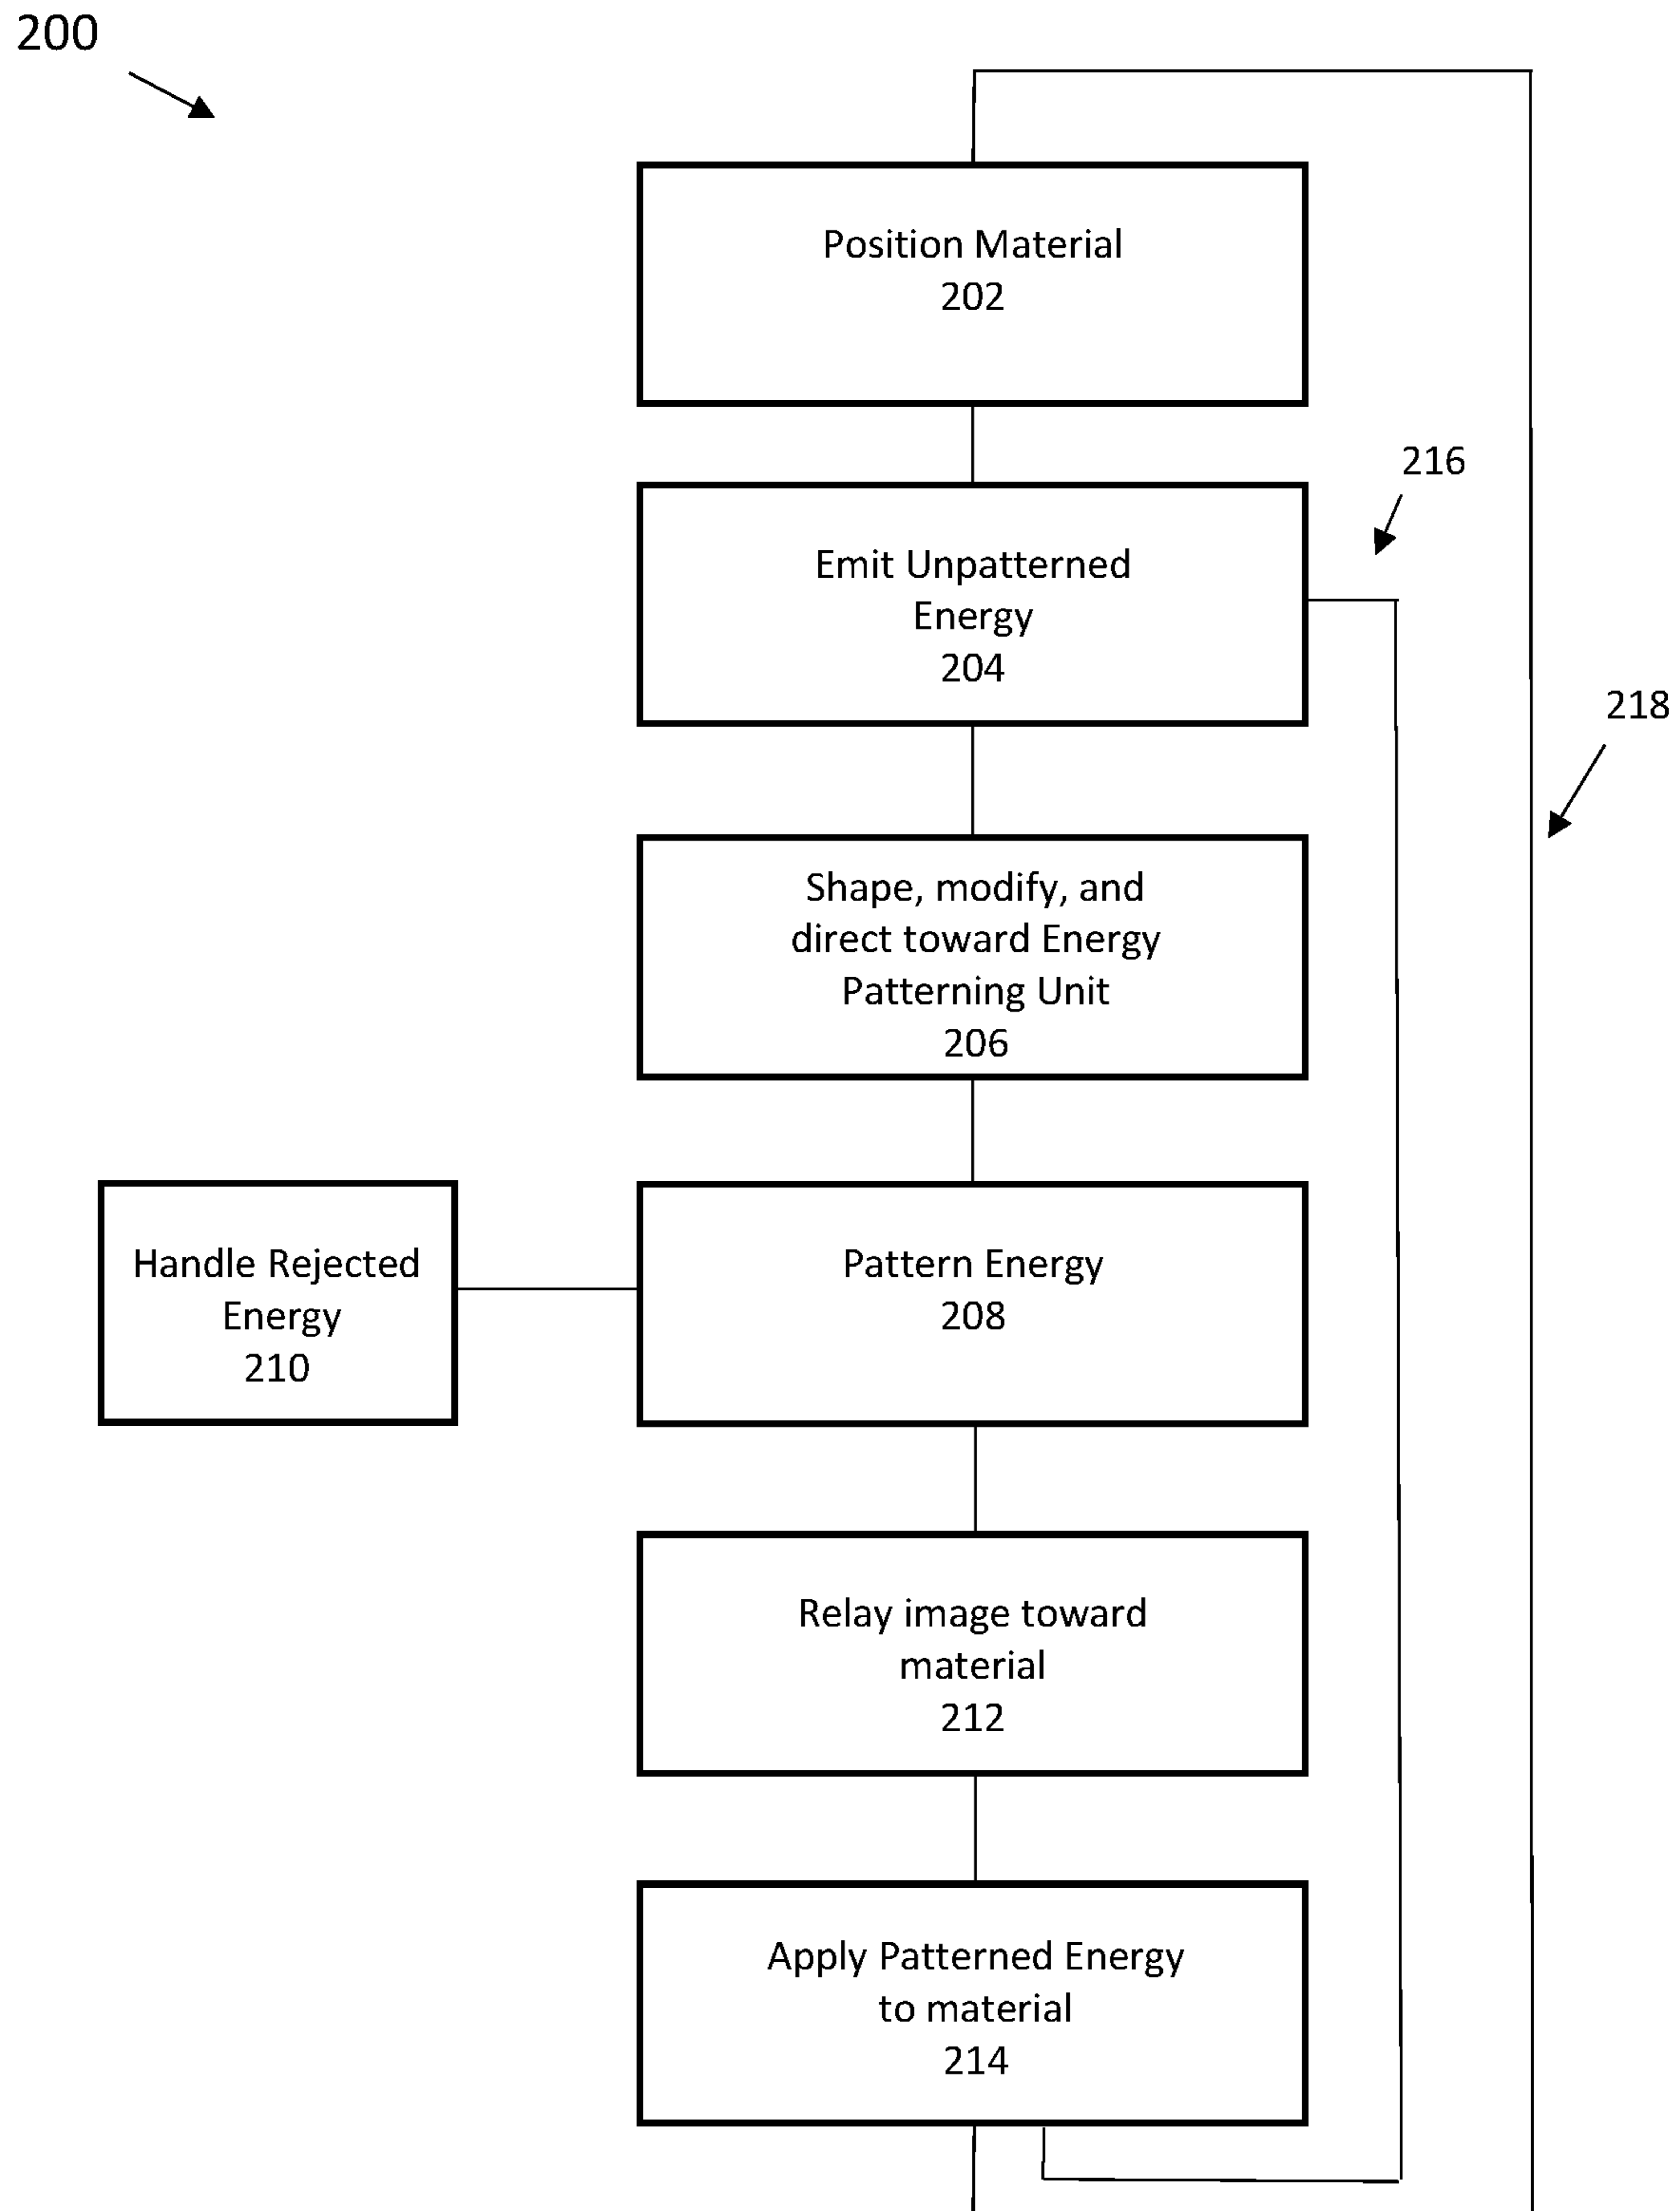 200
Position Material
202
216
Emit Unpatterned
Energy
204
218
Shape, modify, and
direct toward Energy
Patterning Unit
206
Handle Rejected
Energy
210
Pattern Energy
208
Relay image toward
material
212
Apply Patterned Energy
to material
214